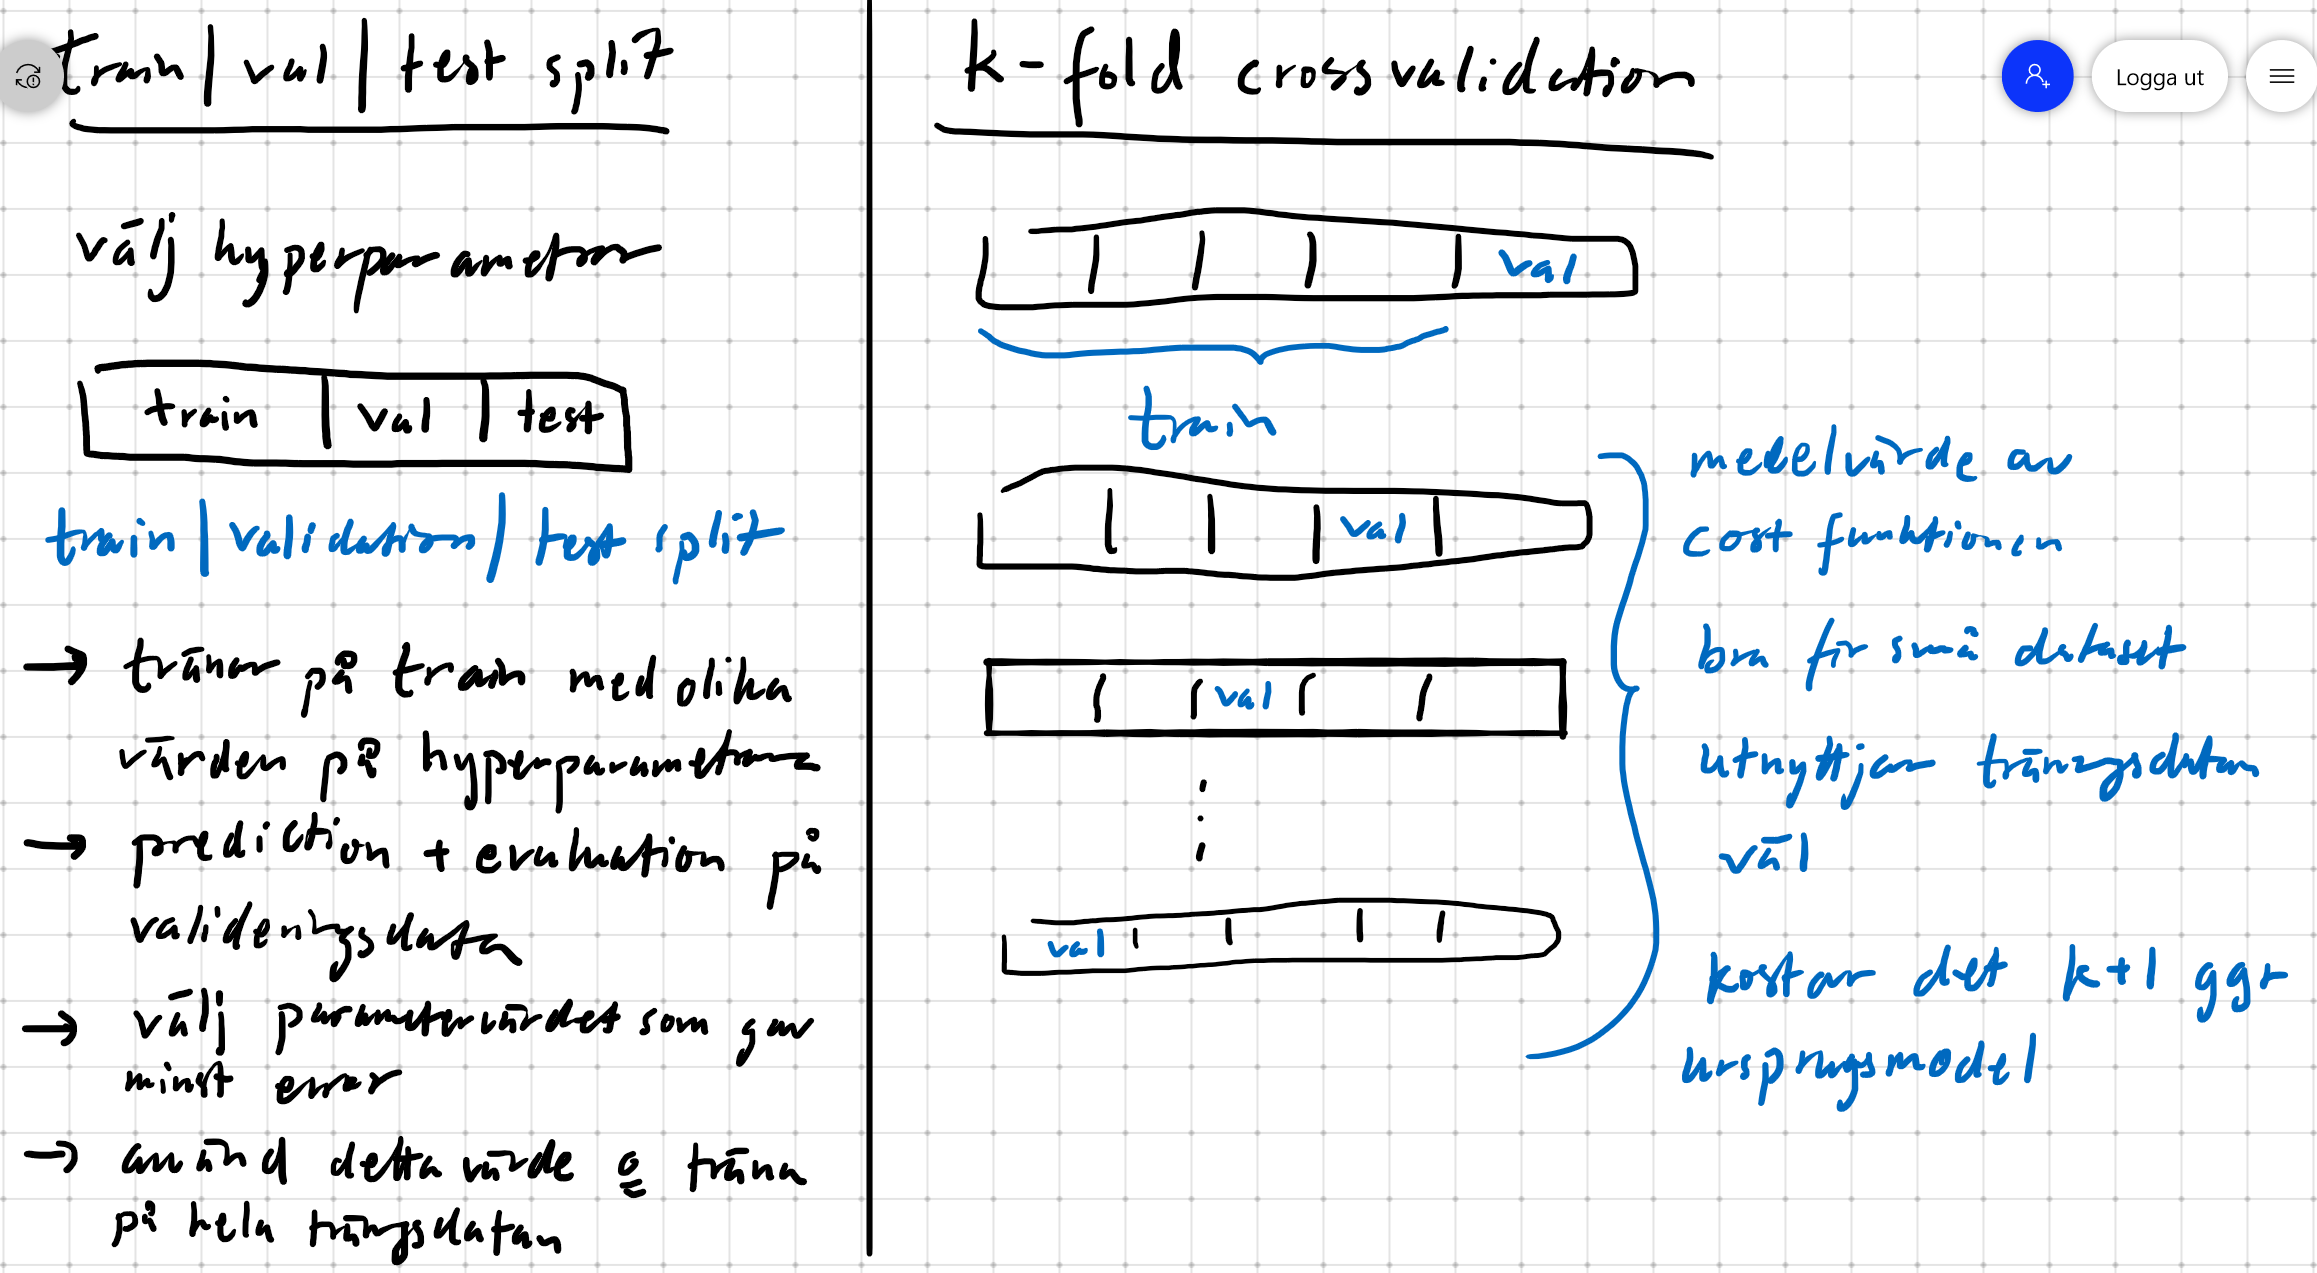 train | val | test split
välj hyperparametrar
train | val | test
train | validation | test split
→ tränar på train med olika
värden på hyperparametrarna
→ prediction + evaluation på
valideringsdata
→ välj parametervärdet som gav
minst error
→ använd detta värde o träna
på hela träningsdatan
k-fold crossvalidation
val
train
val
val
val
medelvärde av
cost funktionen
bra för små dataset
utnyttjar träningsdatan
väl
kostar det k+1 ggr
ursprungsmodel
Logga ut